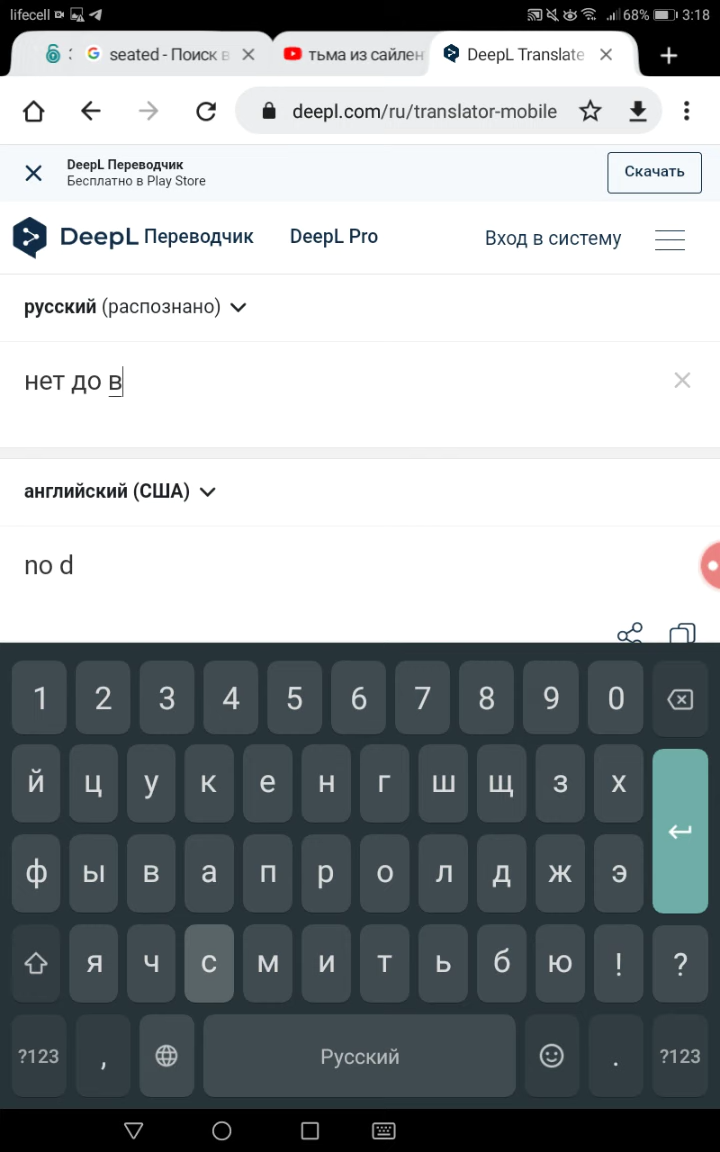 lifecell 68% 3:18
: seated - Поиск в тьма из сайлен DeepL Translate
deepl.com/ru/translator-mobile
DeepL Переводчик
Бесплатно в Play Store
Скачать
DeepL Переводчик DeepL Pro Вход в систему
русский (распознано)
нет до в
английский (США)
no d
1 2 3 4 5 6 7 8 9 0
й ц у к е н г ш щ з х
ф ы в а п р о л д ж э
я ч с м и т ь б ю ! ?
?123 , Русский . ?123